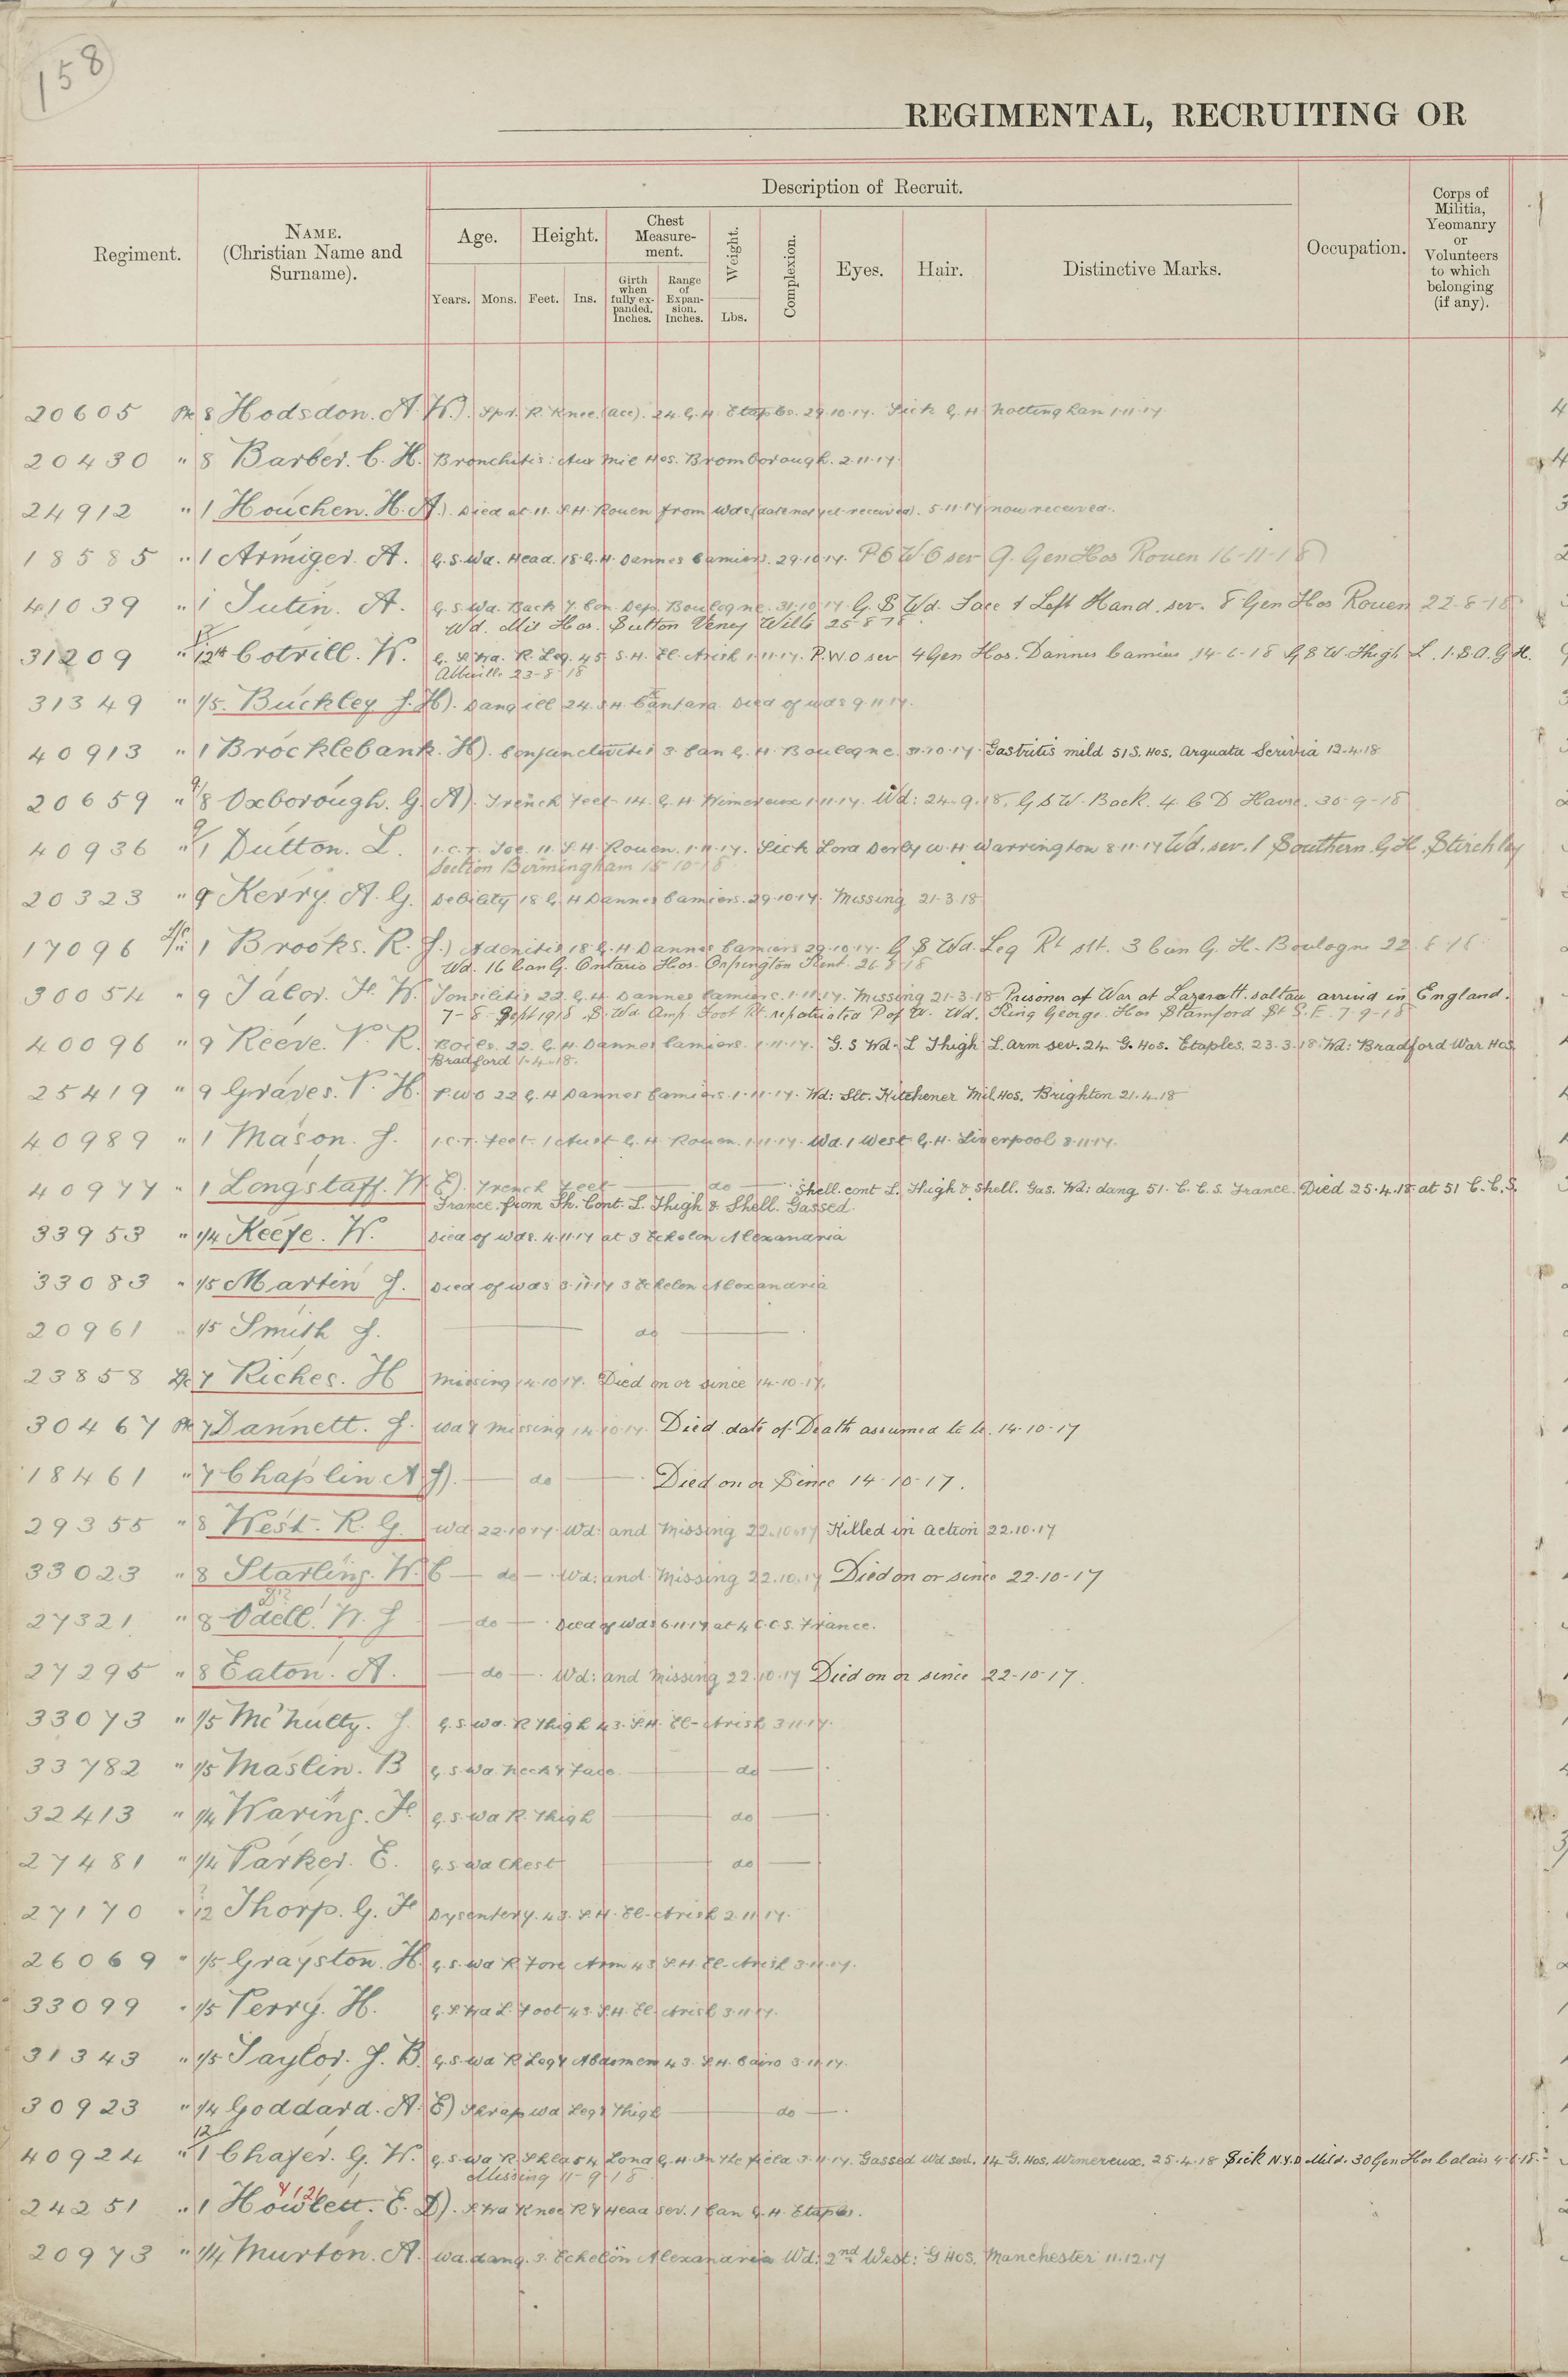 158
REGIMENTAL, RECRUITING OR
Regiment.
NAME.
(Christian Name and
Surname).
Description of Recruit.
Age.
Height.
Chest
Measure-
ment.
Weight.
Complexion.
Eyes.
Hair.
Distinctive Marks.
Occupation.
Corps of
Militia,
Yeomanry
or
Volunteers
to which
belonging
(if any).
Years.
Mons.
Feet.
Ins.
Girth
when
fully ex-
panded.
Inches.
Range
of
Expan-
sion.
Inches.
Lbs.
20605 Pte 8 Hodsdon. A. W.). Spd. R. Knee. (acc). 24. G. H. Etaples. 29.10.17. Sick G. H. Nottingham 1.11.17
20430 " 8 Barber. C. H. Bronchitis: Aux Mil Hos. Bromborough. 2.11.17.
24912 " 1 Houchen. H. A.). Died at 11. S. H. Rouen from wds (date not yet received). 5.11.17 now received.
18585 " 1 Armiger. A. G. S. Wd. Head. 18 G. H. Dannes Camiers. 29.10.17. P6W6 sev 9. Gen Hos Rouen 16-11-18
41039 " 1 Tutin. A. G. S. Wd. Back 7. Con. Dep. Boulogne. 31.10.17 G. S Wd. Face & Left Hand. sev. 8 Gen Hos Rouen 22-8-18
Wd. Mil Hos. Sutton Veney Wilts 25-8-18
31209 " 12th Cotrill. W. G. S. Wd. R. Leg. 45 S. H. El-Arish 1.11.17. P.W.O sev 4 Gen Hos. Dannes Camiers 14-6-18 G S W. Thigh L. 1. S. A. G H.
Abbeville 23-8-18
31349 " 1/5. Buckley J. H). Dang ill 24. S H. Cantara. Died of wds 9.11.17.
40913 " 1 Brocklebank. H). Conjunctivitis 3 Can G. H. Boulogne. 31.10.17. Gastritis mild 51 S. Hos. Arquata Scrivia 12.4.18
20659 " 9/8 Oxborough. G. A). Trench Feet 14. G. H. Wimereux 1.11.17. Wd: 24.9.18. G S W. Back. 4. C D Havre. 30-9-18
40936 " 9/1 Dutton. L. I.C.T. Toe. 11. S. H. Rouen. 1.11.17. Sick Lord Derby W. H. Warrington 8.11.17 Wd. sev. 1 Southern. G H. Stirchley
Section Birmingham 15-10-18
20323 " 9 Kerry. A. G. Debility 18 G. H Dannes Camiers. 29.10.17. Missing 21-3-18
17096 1 Brooks. R. J.) Adenitis 18 G. H Dannes Camiers 29.10.17. G. S Wd. Leg Rt slt. 3 Can G. H. Boulogne 22.8.18
Wd. 16 Can G. Ontario Hos. Orpington Kent. 26-8-18
30054 " 9 Tabor. F. W. Tonsilitis 22. G. H. Dannes Camiers. 1.11.17. Missing 21-3-18 Prisoner of War at Lazarett. soltau arrived in England.
7-8- Sept 1918. S. Wd Amp. Foot Rt. repatriated P of W. Wd. King George. Hos Stamford St S. E. 7-9-18
40096 " 9 Reeve. V. R. Boils. 22. G. H. Dannes Camiers. 1.11.17. G. S Wd. L Thigh L. Arm sev. 24 G. Hos. Etaples. 23.3.18. Wd: Bradford War Hos.
Bradford 1.4.18.
25419 " 9 Graves. V. H. P.W.O 22 G. H Dannes Camiers. 1.11.17. Wd: Slt. Kitchener Mil Hos. Brighton 21.4.18
40989 " 1 Mason. J. I.C.T. Feet. 1 Aust G. H. Rouen. 1.11.17. Wd. 1 West G. H. Liverpool 8.11.17.
40977 " 1 Longstaff. W. E). Trench Feet do Shell. cont L. Thigh & Shell. Gas. Wd: dang 51. C. C. S. France. Died 25.4.18 at 51 C. C. S.
France. from Sh. Cont. L. Thigh & Shell. Gassed.
33953 " 1/4 Keefe. W. Died of wds. 4.11.17 at 3 Echelon Alexandria
33083 " 1/5 Martin J. Died of wds 3.11.17 3 Echelon Alexandria
20961 1/5 Smith J. do
23858 7 Riches. H Missing 14.10.17. Died on or since 14.10.17.
30467 Pte 7 Dannett. J. Wd & Missing 14.10.17. Died. date of Death assumed to be. 14-10-17
18461 " 7 Chaplin A J). do Died on or Since 14-10-17.
29355 " 8 West. R. G. Wd 22.10.17. Wd: and Missing 22.10.17 Killed in action 22.10.17
33023 " 8 Starling. W. C do Wd: and Missing 22.10.17 Died on or since 22-10-17
27321 " 8 Odell. W. J do Died of Wds 6.11.17 at 4 C. C. S. France.
27295 " 8 Eaton. A. do Wd: and Missing 22.10.17 Died on or since 22-10-17.
33073 " 1/5 McNulty. J. G. S. Wd. R Thigh 43. S.H. El-Arish 3.11.17.
33782 " 1/5 Maslin. B G. S. Wd. Neck & Face. do
32413 " 1/4 Waring. F. G. S. Wd R. Thigh do
27481 " 1/4 Parker. E. G. S. Wd Chest do
27170 " 12 Thorp. G. F Dysentery. 43. S. H. El-Arish 2.11.17.
26069 " 1/5 Grayston. H. G. S. Wd R Fore Arm 43 S. H. El-Arish 3.11.17.
33099 " 1/5 Perry. H. G. S. Wd L. Foot 43. S. H. El-Arish 3.11.17.
31343 " 1/5 Taylor. J. B. G. S. Wd R Leg & Abdomen 43. S. H. Cairo 3.11.17.
30923 " 1/4 Goddard. A. E) Shrap wd Leg & Thigh do
40924 " 12/1 Chafer. G. W. G. S. Wd R. 54 Lond G. H In the field 3.11.17. Gassed Wd sev. 14 G. Hos. Wimereux. 25.4.18 Sick N.Y.D Mild. 30 Gen Hos Calais
Missing 11-9-18
24251 " 1 Howlett. E. D). S. Wd Knee R & Head sev. 1 Can G. H. Etaples.
20973 " 1/4 Murton. A. Wd. dang. 3. Echelon Alexandria Wd: 2nd West: G Hos. Manchester 11.12.17